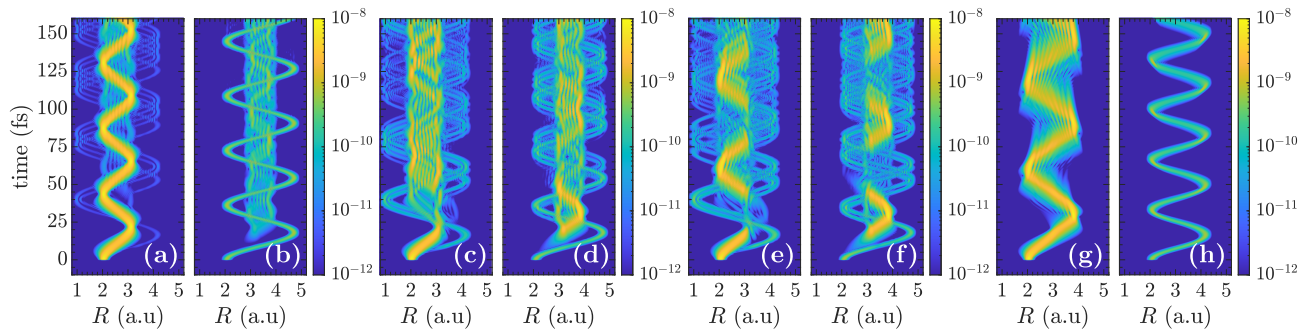 150
125
100
75
50
25
0
time (fs)
(a)
(b)
(c)
(d)
(e)
(f)
(g)
(h)
10⁻⁸
10⁻⁹
10⁻¹⁰
10⁻¹¹
10⁻¹²
10⁻⁸
10⁻⁹
10⁻¹⁰
10⁻¹¹
10⁻¹²
10⁻⁸
10⁻⁹
10⁻¹⁰
10⁻¹¹
10⁻¹²
10⁻⁸
10⁻⁹
10⁻¹⁰
10⁻¹¹
10⁻¹²
1 2 3 4 5 1 2 3 4 5 1 2 3 4 5 1 2 3 4 5 1 2 3 4 5 1 2 3 4 5 1 2 3 4 5 1 2 3 4 5
R (a.u) R (a.u) R (a.u) R (a.u) R (a.u) R (a.u) R (a.u) R (a.u)